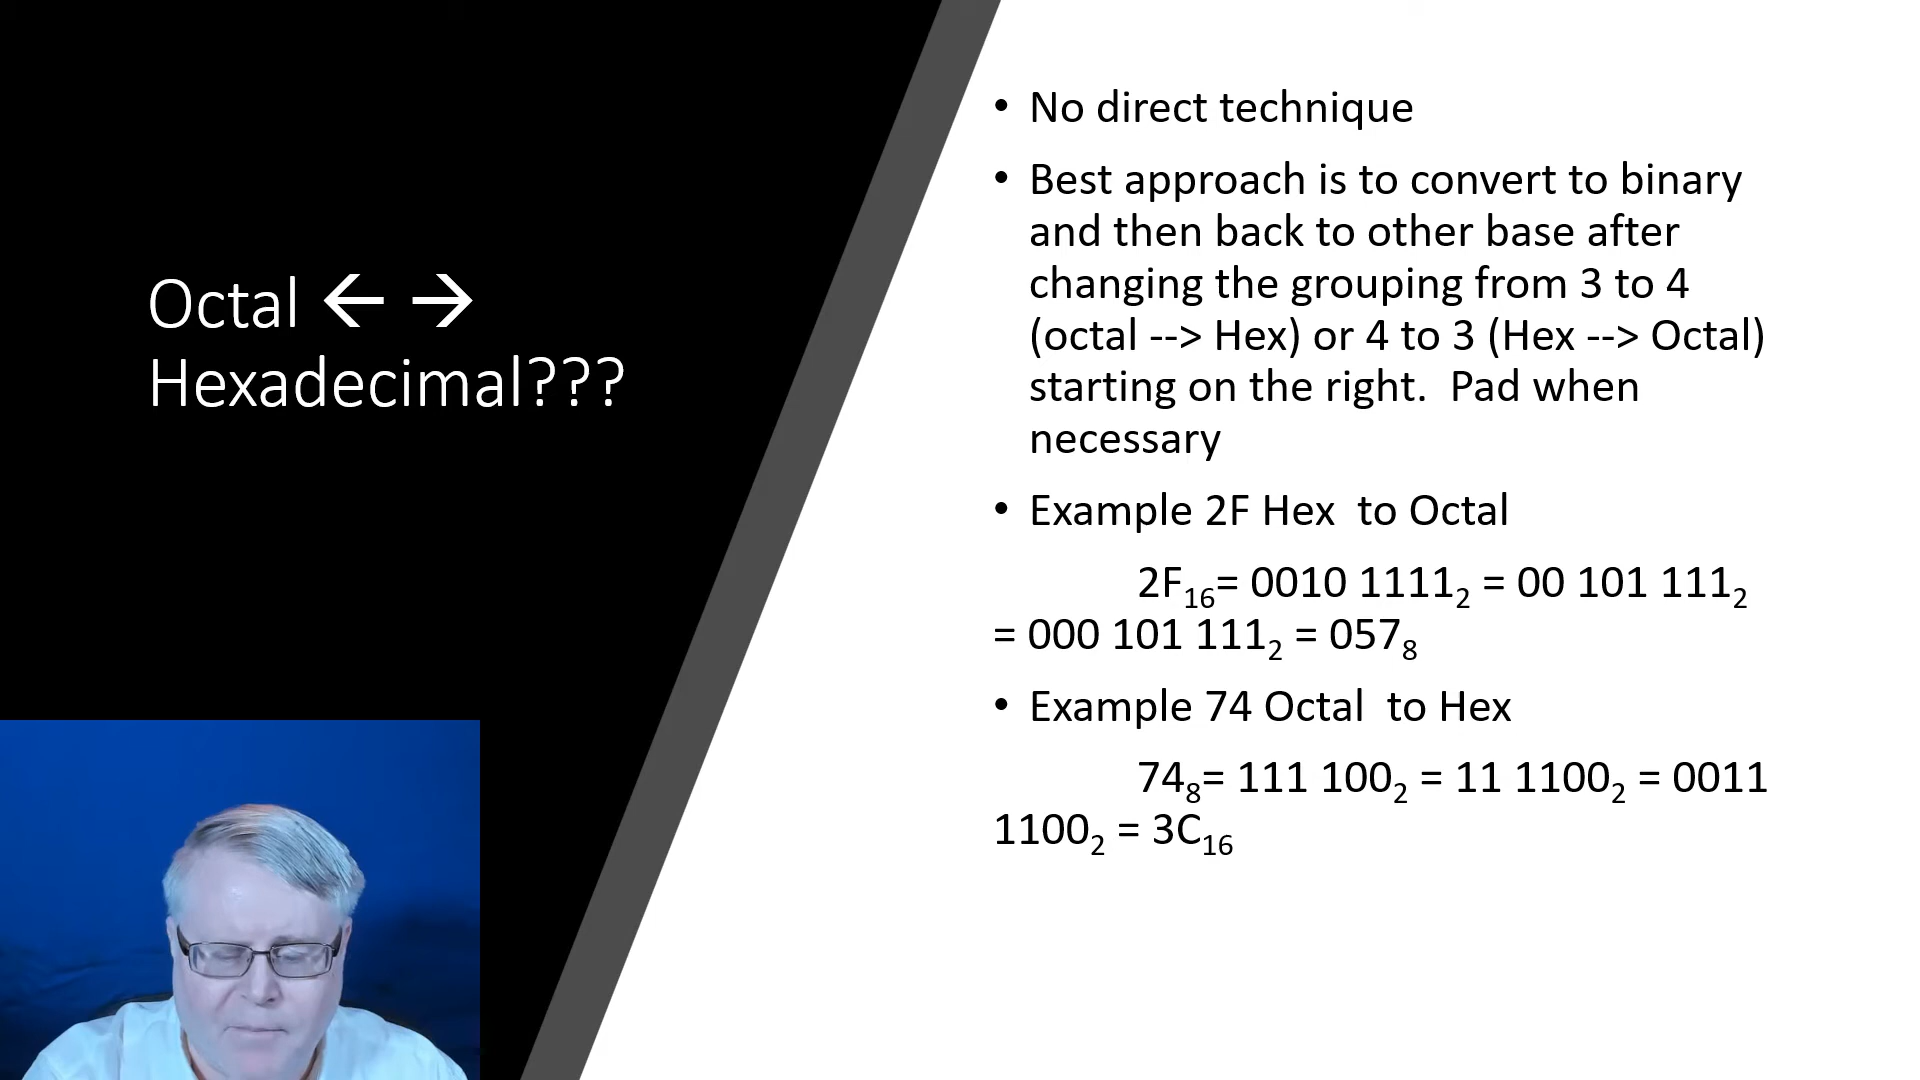 Octal ← →
Hexadecimal???
• No direct technique
• Best approach is to convert to binary
and then back to other base after
changing the grouping from 3 to 4
(octal --> Hex) or 4 to 3 (Hex --> Octal)
starting on the right.  Pad when
necessary
• Example 2F Hex  to Octal
2F₁₆= 0010 1111₂ = 00 101 111₂
= 000 101 111₂ = 057₈
• Example 74 Octal  to Hex
74₈= 111 100₂ = 11 1100₂ = 0011
1100₂ = 3C₁₆